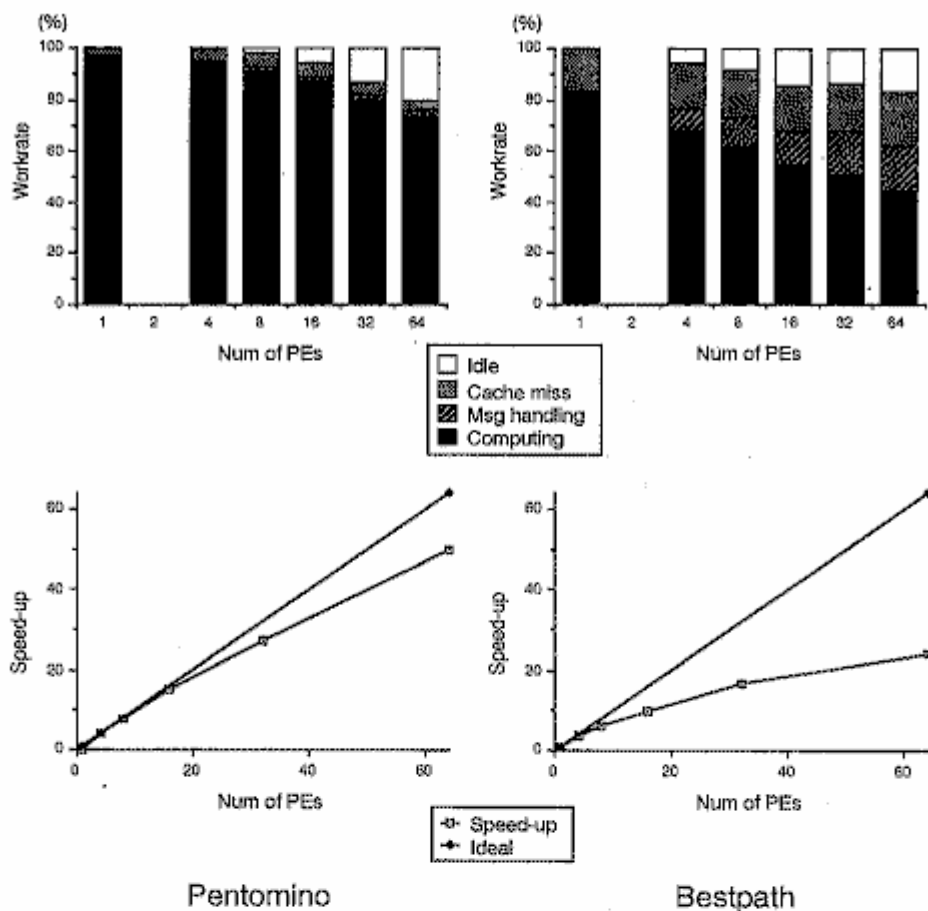 (%)
100
80
60
40
20
0
Workrate
1 2 4 8 16 32 64
Num of PEs
(%)
100
80
60
40
20
0
Workrate
1 2 4 8 16 32 64
Num of PEs
Idle
Cache miss
Msg handling
Computing
60
40
20
0
Speed-up
0 20 40 60
Num of PEs
60
40
20
0
Speed-up
0 20 40 60
Num of PEs
Speed-up
Ideal
Pentomino
Bestpath